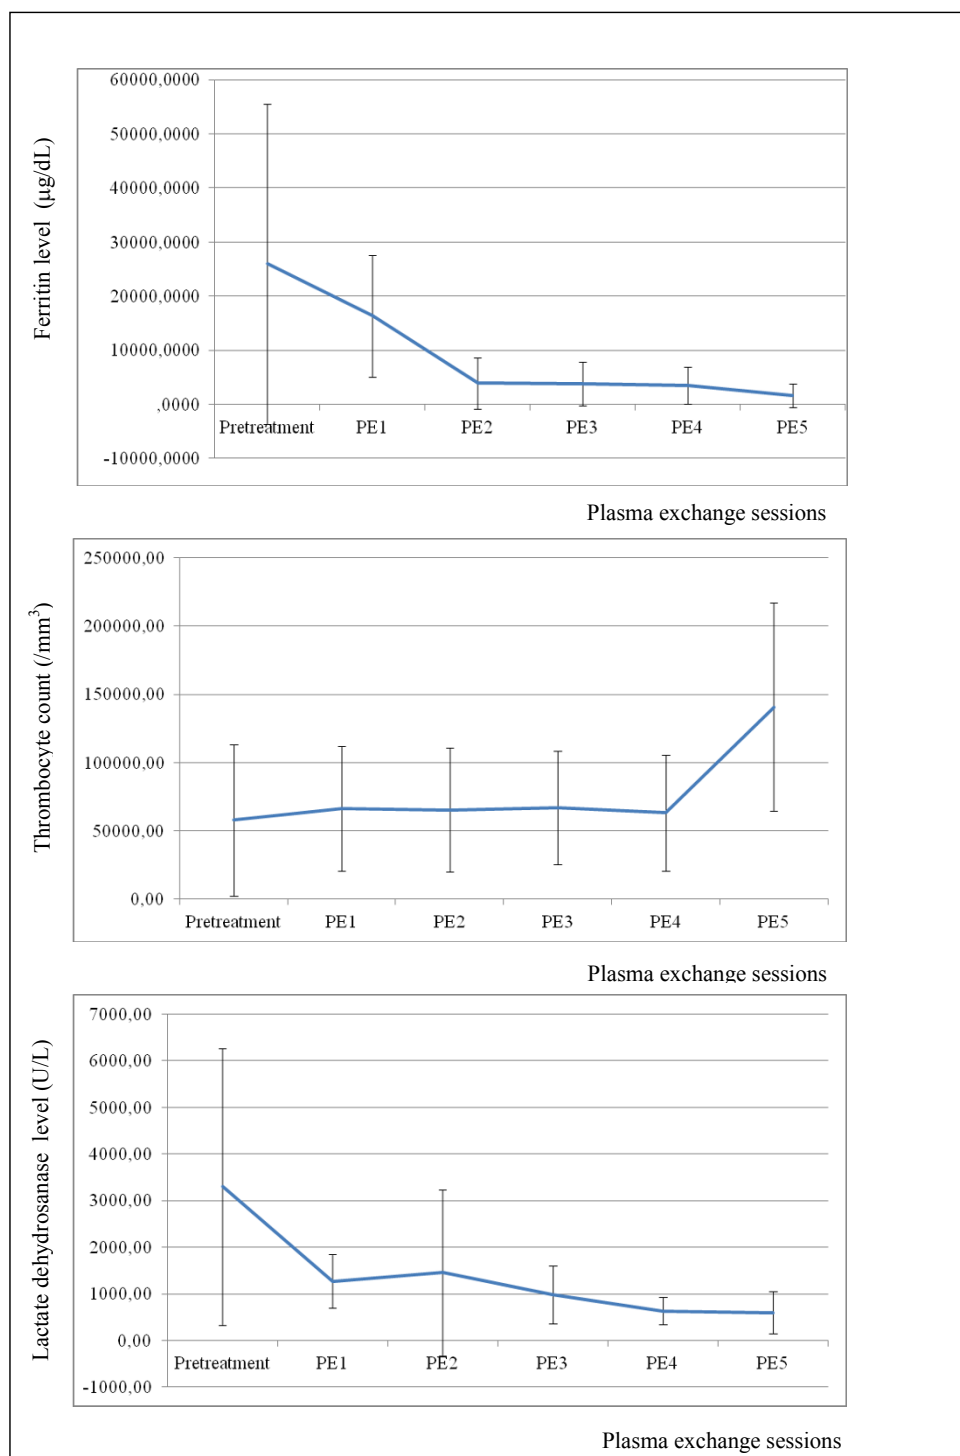 Ferritin level (μg/dL)
60000,0000
50000,0000
40000,0000
30000,0000
20000,0000
10000,0000
,0000
-10000,0000
Pretreatment PE1 PE2 PE3 PE4 PE5
Plasma exchange sessions
Thrombocyte count (/mm³)
250000,00
200000,00
150000,00
100000,00
50000,00
0,00
Pretreatment PE1 PE2 PE3 PE4 PE5
Plasma exchange sessions
Lactate dehydrosanase level (U/L)
7000,00
6000,00
5000,00
4000,00
3000,00
2000,00
1000,00
0,00
-1000,00
Pretreatment PE1 PE2 PE3 PE4 PE5
Plasma exchange sessions